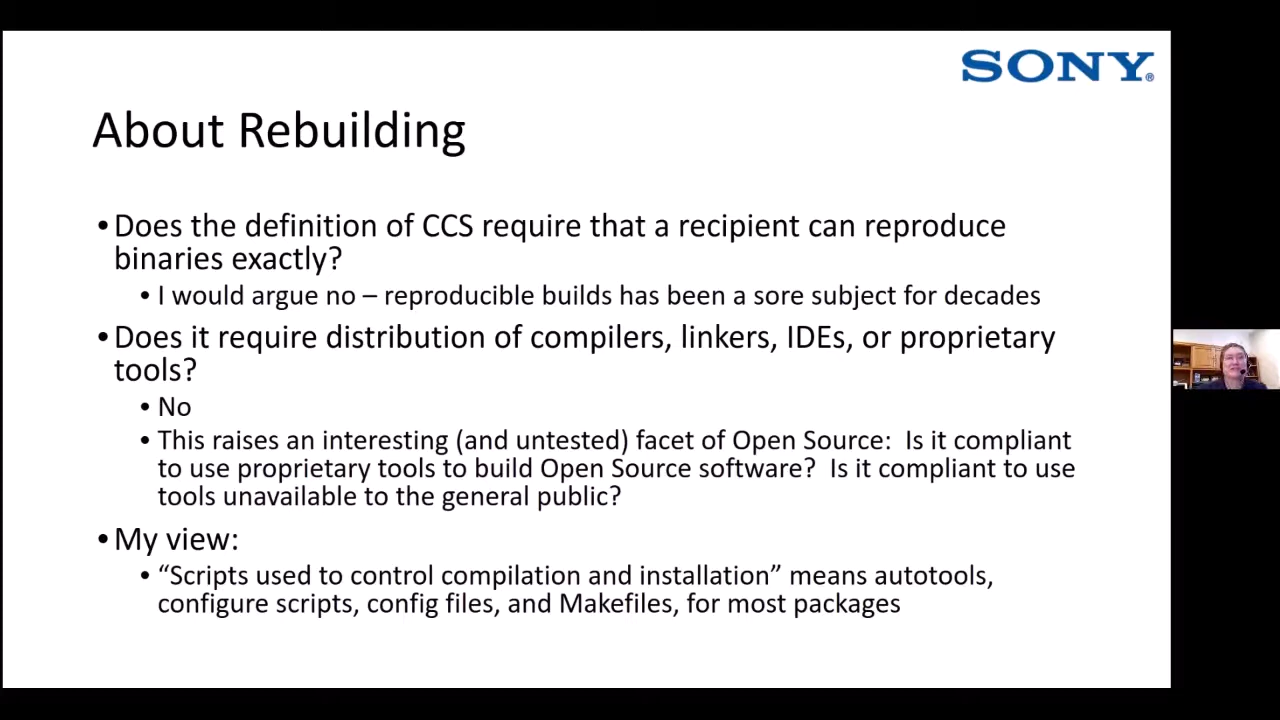 SONY®
About Rebuilding
•Does the definition of CCS require that a recipient can reproduce
binaries exactly?
• I would argue no – reproducible builds has been a sore subject for decades
•Does it require distribution of compilers, linkers, IDEs, or proprietary
tools?
• No
• This raises an interesting (and untested) facet of Open Source:  Is it compliant
to use proprietary tools to build Open Source software?  Is it compliant to use
tools unavailable to the general public?
•My view:
• “Scripts used to control compilation and installation” means autotools,
configure scripts, config files, and Makefiles, for most packages